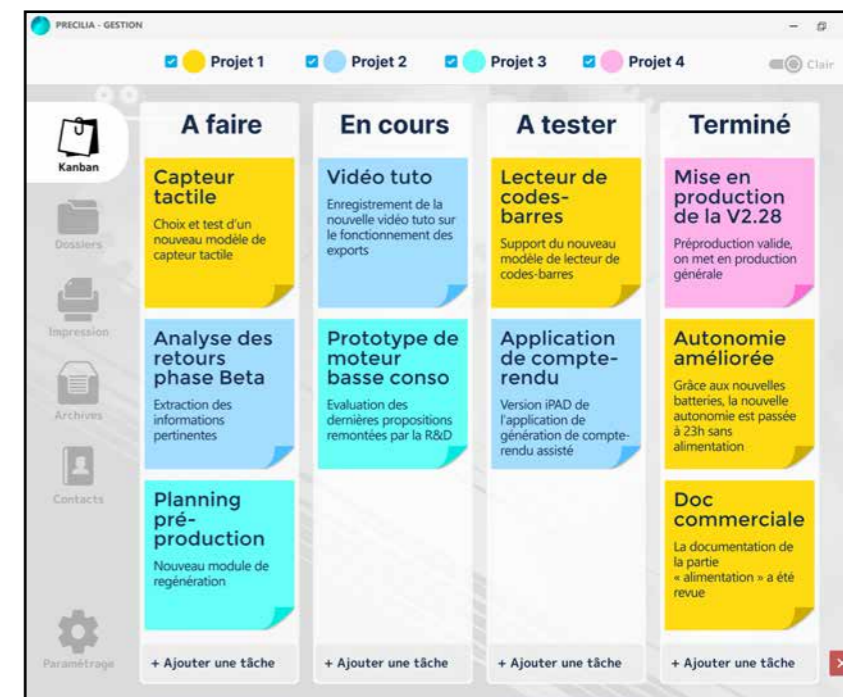 PRECILIA - GESTION
Projet 1
Projet 2
Projet 3
Projet 4
Clair
Kanban
Dossiers
Impression
Archives
Contacts
Paramétrage
A faire
Capteur
tactile
Choix et test d'un
nouveau modèle de
capteur tactile
Analyse des
retours
phase Beta
Extraction des
informations
pertinentes
Planning
pré-
production
Nouveau module de
regénération
+ Ajouter une tâche
En cours
Vidéo tuto
Enregistrement de la
nouvelle vidéo tuto sur
le fonctionnement des
exports
Prototype de
moteur
basse conso
Evaluation des
dernières propositions
remontées par la R&D
+ Ajouter une tâche
A tester
Lecteur de
codes-
barres
Support du nouveau
modèle de lecteur de
codes-barres
Application
de compte-
rendu
Version iPAD de
l'application de
génération de compte-
rendu assisté
+ Ajouter une tâche
Terminé
Mise en
production
de la V2.28
Préproduction valide,
on met en production
générale
Autonomie
améliorée
Grâce aux nouvelles
batteries, la nouvelle
autonomie est passée
à 23h sans
alimentation
Doc
commerciale
La documentation de
la partie
« alimentation » a été
revue
+ Ajouter une tâche